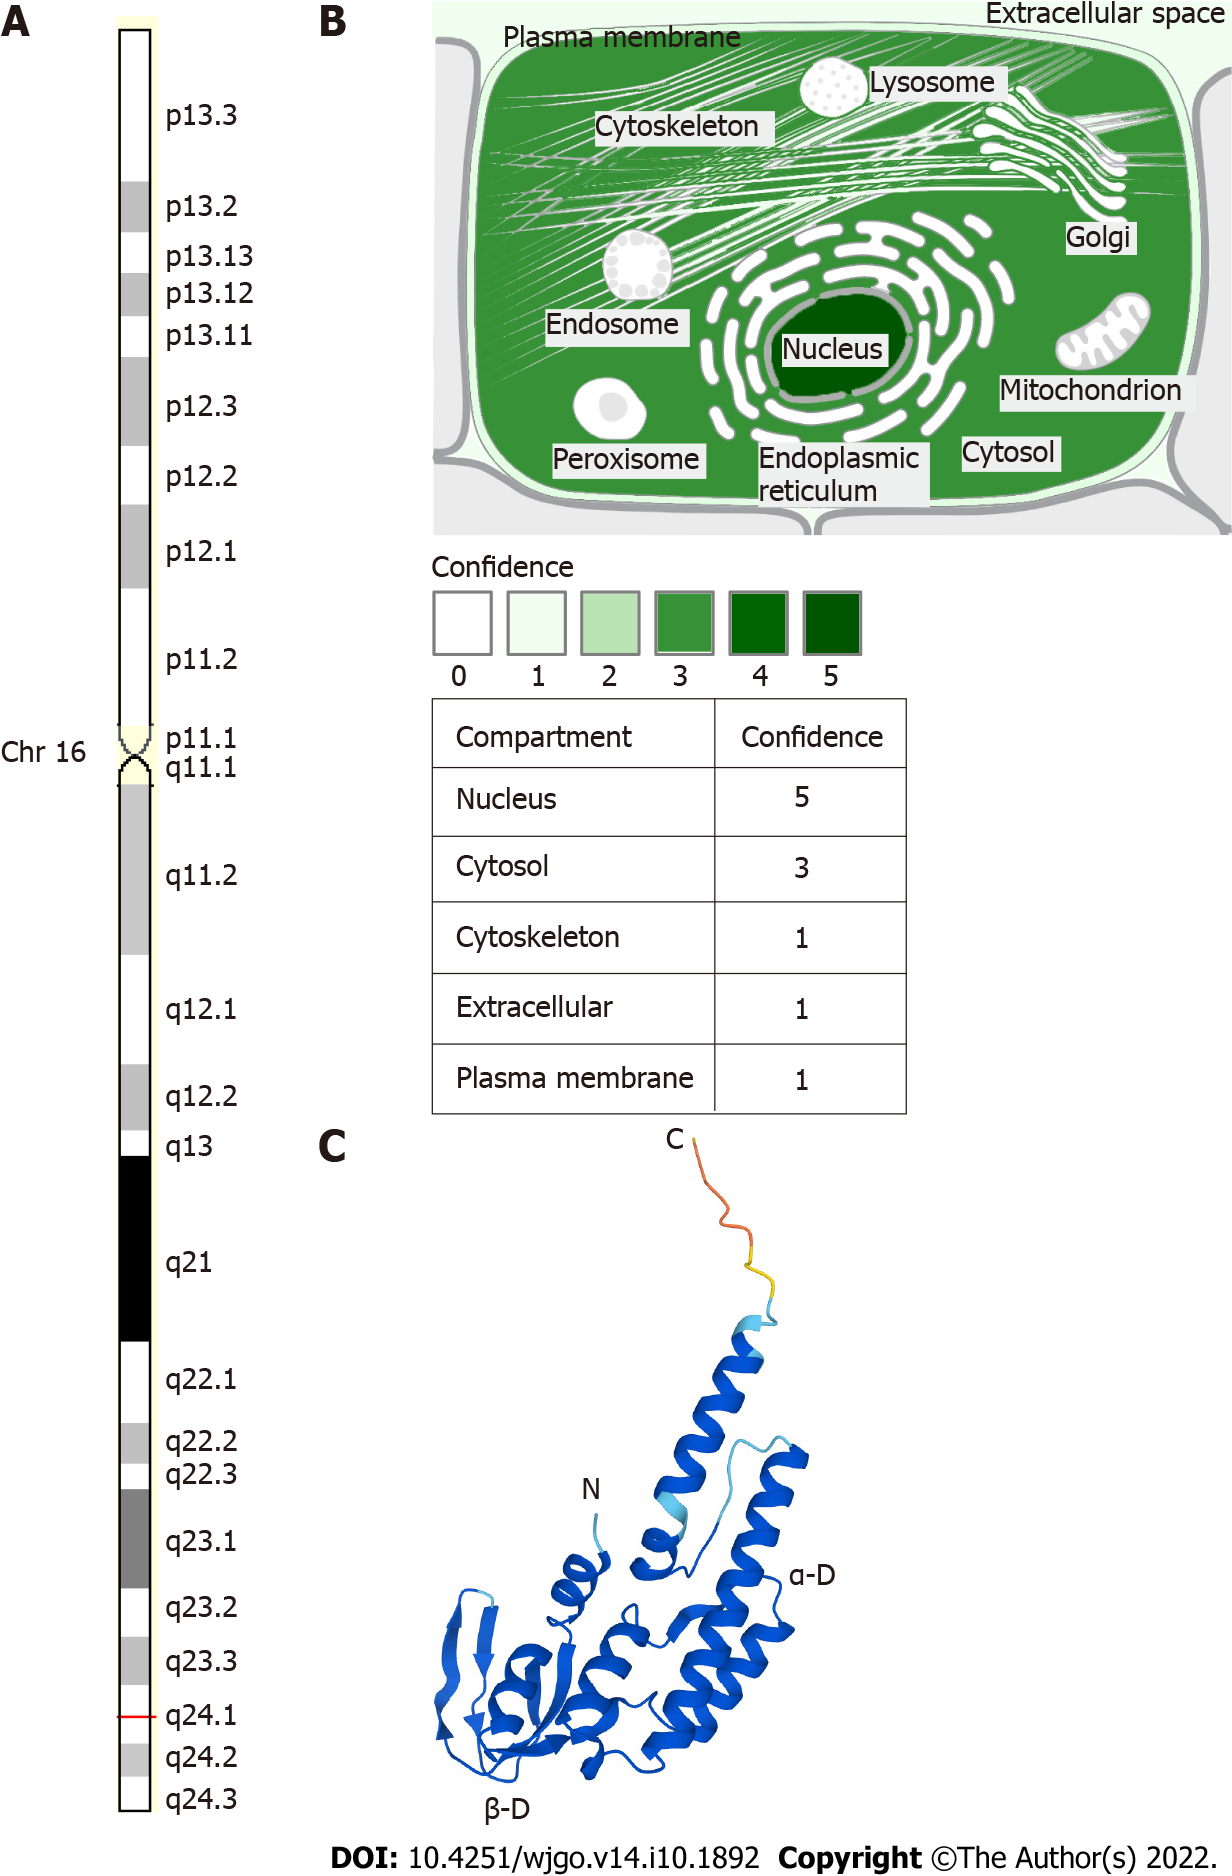 A
p13.3
p13.2
p13.13
p13.12
p13.11
p12.3
p12.2
p12.1
p11.2
p11.1
Chr 16
q11.1
q11.2
q12.1
q12.2
q13
q21
q22.1
q22.2
q22.3
q23.1
q23.2
q23.3
q24.1
q24.2
q24.3
B
Extracellular space
Plasma membrane
Lysosome
Cytoskeleton
Golgi
Endosome
Nucleus
Mitochondrion
Peroxisome
Endoplasmic
reticulum
Cytosol
Confidence
0 1 2 3 4 5
Compartment Confidence
Nucleus 5
Cytosol 3
Cytoskeleton 1
Extracellular 1
Plasma membrane 1
C
C
N
α-D
β-D
DOI: 10.4251/wjgo.v14.i10.1892 Copyright ©The Author(s) 2022.